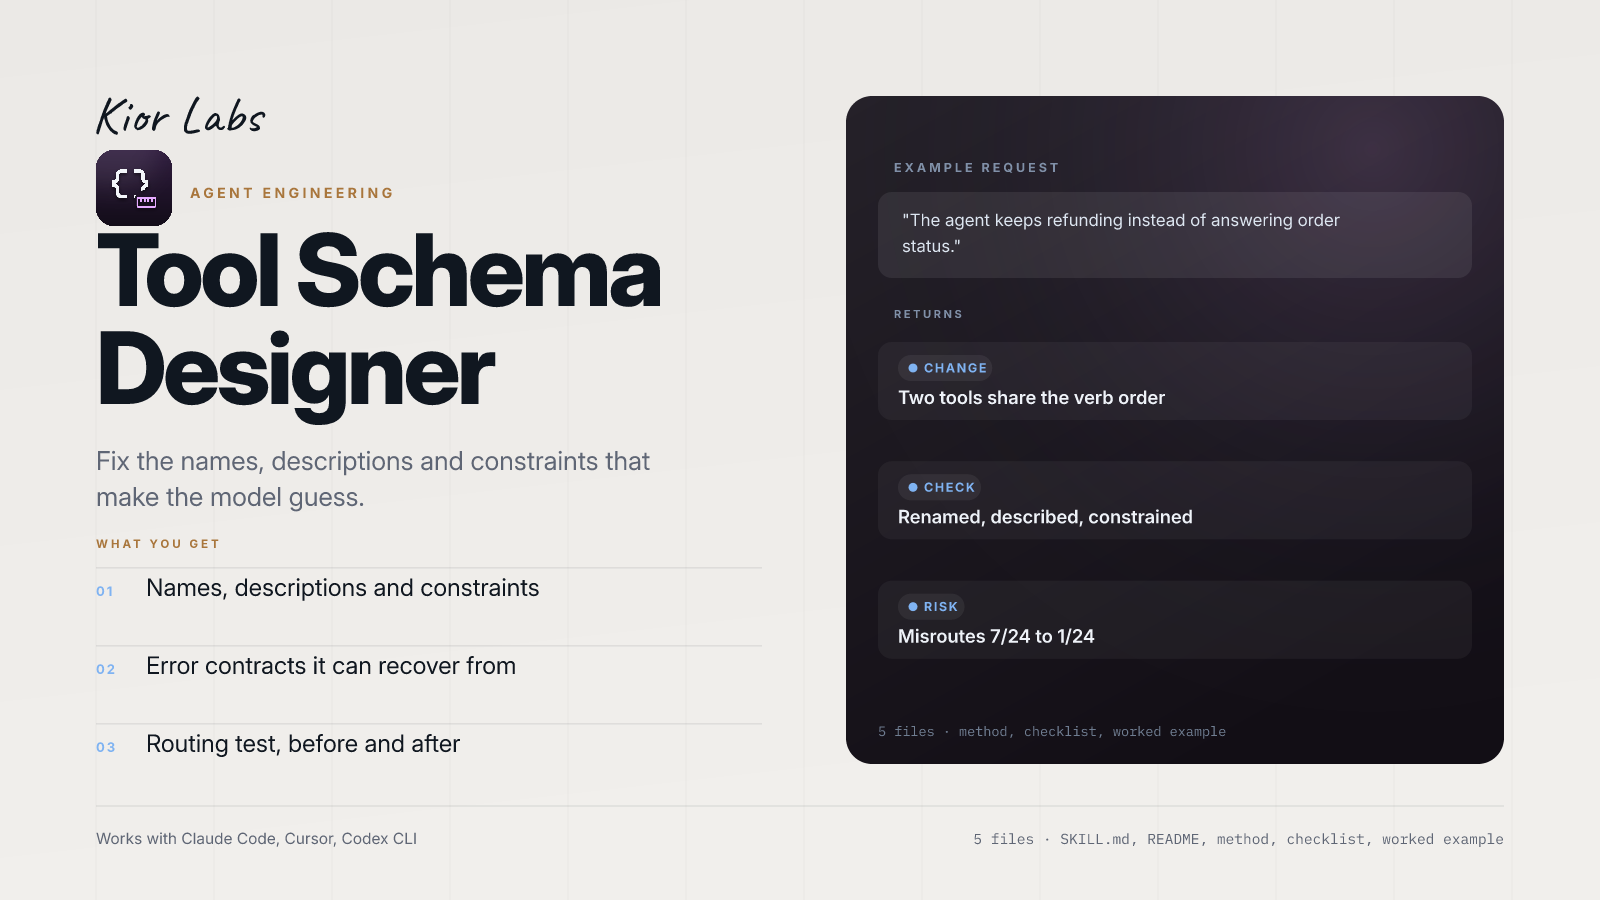 Kior Labs
AGENT ENGINEERING
Tool Schema
Designer
Fix the names, descriptions and constraints that
make the model guess.
WHAT YOU GET
01 Names, descriptions and constraints
02 Error contracts it can recover from
03 Routing test, before and after
EXAMPLE REQUEST
"The agent keeps refunding instead of answering order
status."
RETURNS
CHANGE
Two tools share the verb order
CHECK
Renamed, described, constrained
RISK
Misroutes 7/24 to 1/24
5 files · method, checklist, worked example
Works with Claude Code, Cursor, Codex CLI
5 files · SKILL.md, README, method, checklist, worked example